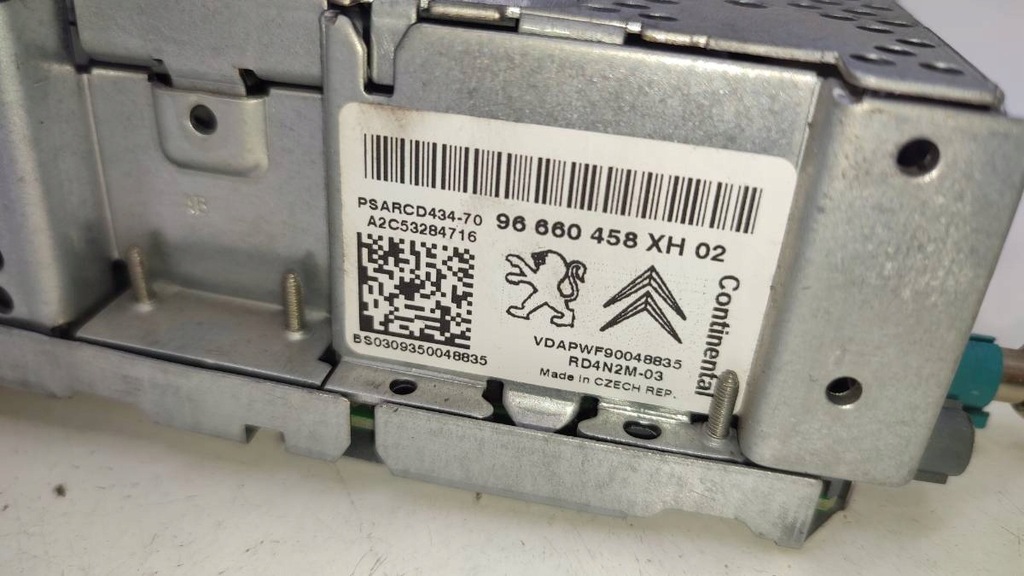 PSARCD434-70
A2C53284716
96 660 458 XH 02
BS0309350048835
VDAPWF90048835
RD4N2M-03
Made in CZECH REP.
Continental